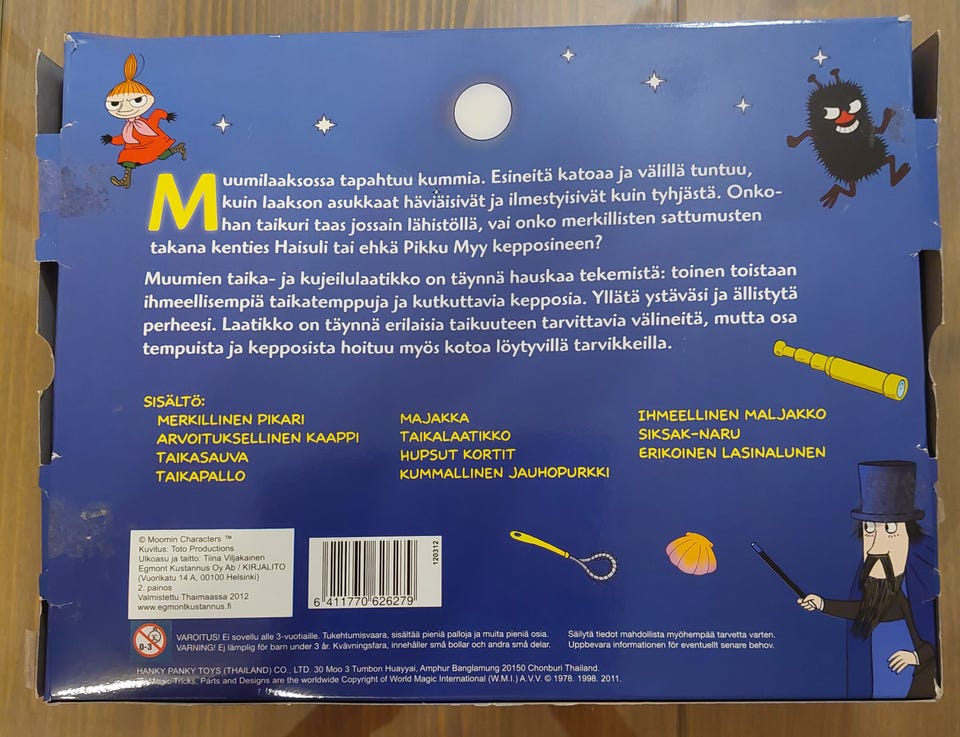 Muumilaaksossa tapahtuu kummia. Esineitä katoaa ja välillä tuntuu,
kuin laakson asukkaat häviäisivät ja ilmestyisivät kuin tyhjästä. Onko-
han taikuri taas jossain lähistöllä, vai onko merkillisten sattumusten
takana kenties Haisuli tai ehkä Pikku Myy kepposineen?
Muumien taika- ja kujeilulaatikko on täynnä hauskaa tekemistä: toinen toistaan
ihmeellisempiä taikatemppuja ja kutkuttavia kepposia. Yllätä ystäväsi ja ällistytä
perheesi. Laatikko on täynnä erilaisia taikuuteen tarvittavia välineitä, mutta osa
tempuista ja kepposista hoituu myös kotoa löytyvillä tarvikkeilla.
SISÄLTÖ:
MERKILLINEN PIKARI
ARVOITUKSELLINEN KAAPPI
TAIKASAUVA
TAIKAPALLO
MAJAKKA
TAIKALAATIKKO
HUPSUT KORTIT
KUMMALLINEN JAUHOPURKKI
IHMEELLINEN MALJAKKO
SIKSAK-NARU
ERIKOINEN LASINALUNEN
© Moomin Characters ™
Kuvitus: Toto Productions
Ulkoasu ja taitto: Tiina Viljakainen
Egmont Kustannus Oy Ab / KIRJALITO
(Vuorikatu 14 A, 00100 Helsinki)
2. painos
Valmistettu Thaimaassa 2012
www.egmontkustannus.fi
6 411770 626279
120312
0-3
VAROITUS! Ei sovellu alle 3-vuotiaille. Tukehtumisvaara, sisältää pieniä palloja ja muita pieniä osia.
VARNING! Ej lämplig för barn under 3 år. Kvävningsfara, innehåller små bollar och andra små delar.
Säilytä tiedot mahdollista myöhempää tarvetta varten.
Uppbevara informationen för eventuellt senare behov.
HANKY PANKY TOYS (THAILAND) CO., LTD. 30 Moo 3 Tumbon Huayyai, Amphur Banglamung 20150 Chonburi Thailand.
Magic Tricks, Parts and Designs are the worldwide Copyright of World Magic International (W.M.I.) A.V.V. © 1978. 1998. 2011.